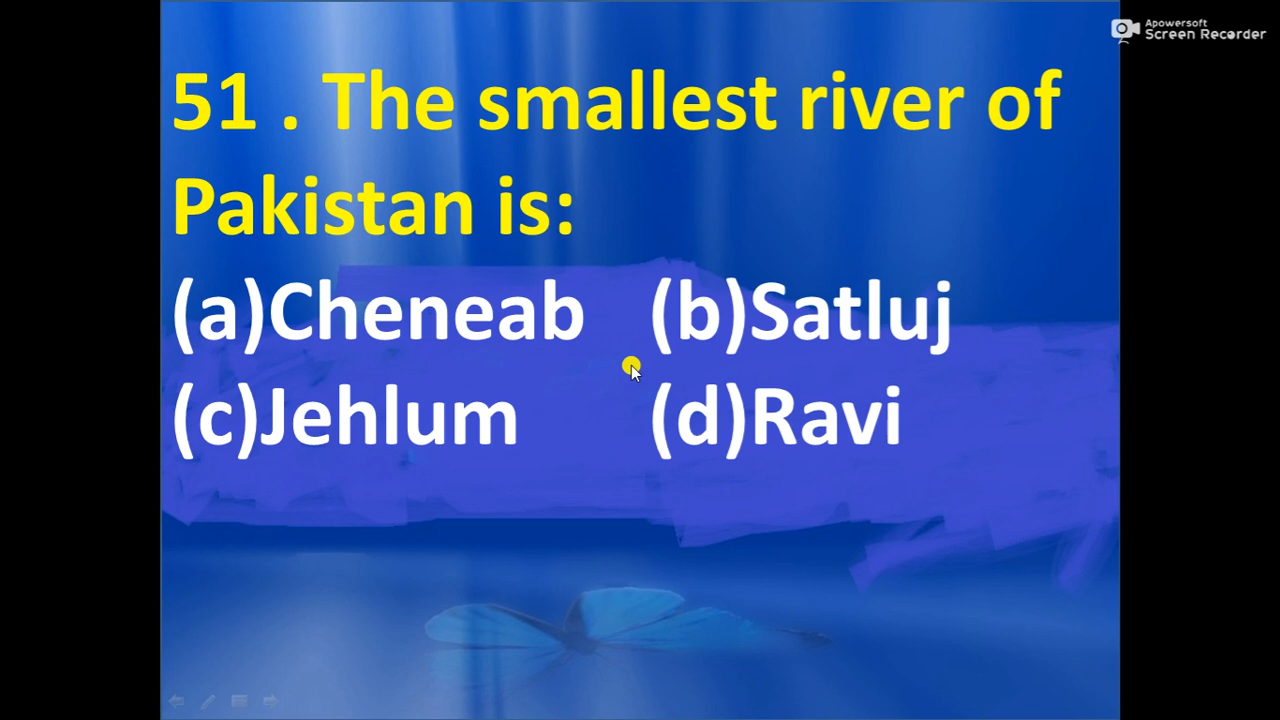 Apowersoft
Screen Recorder
51 . The smallest river of
Pakistan is:
(a)Cheneab (b)Satluj
(c)Jehlum (d)Ravi